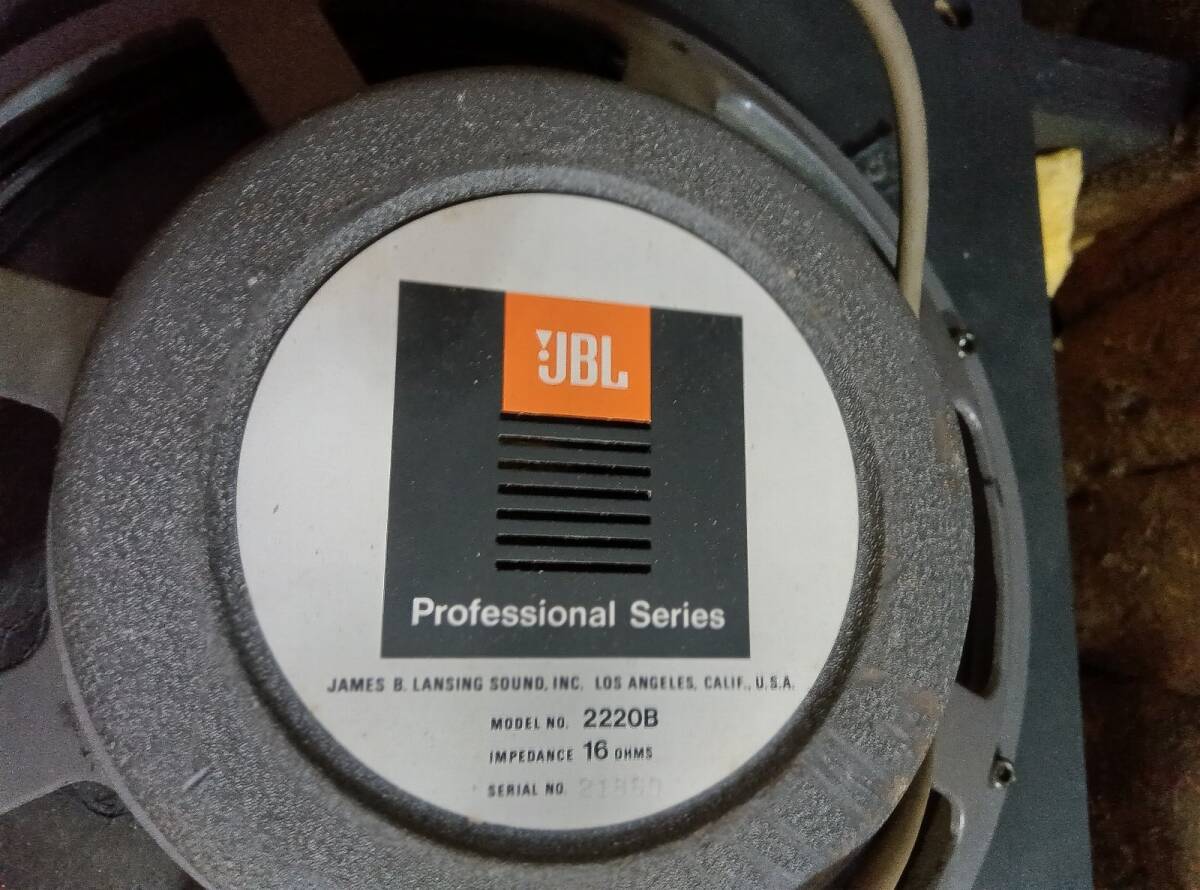 JBL
Professional Series
JAMES B. LANSING SOUND, INC. LOS ANGELES, CALIF., U.S.A.
MODEL NO. 2220B
IMPEDANCE 16 OHMS
SERIAL NO.